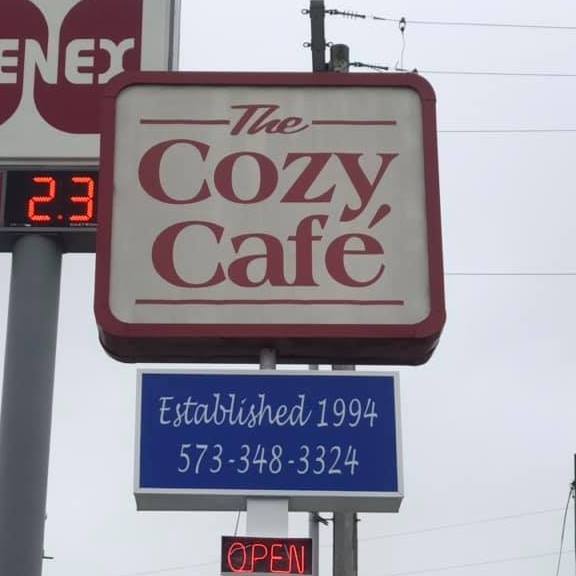 ENEX
2.3
The
Cozy
Café
Established 1994
573-348-3324
OPEN